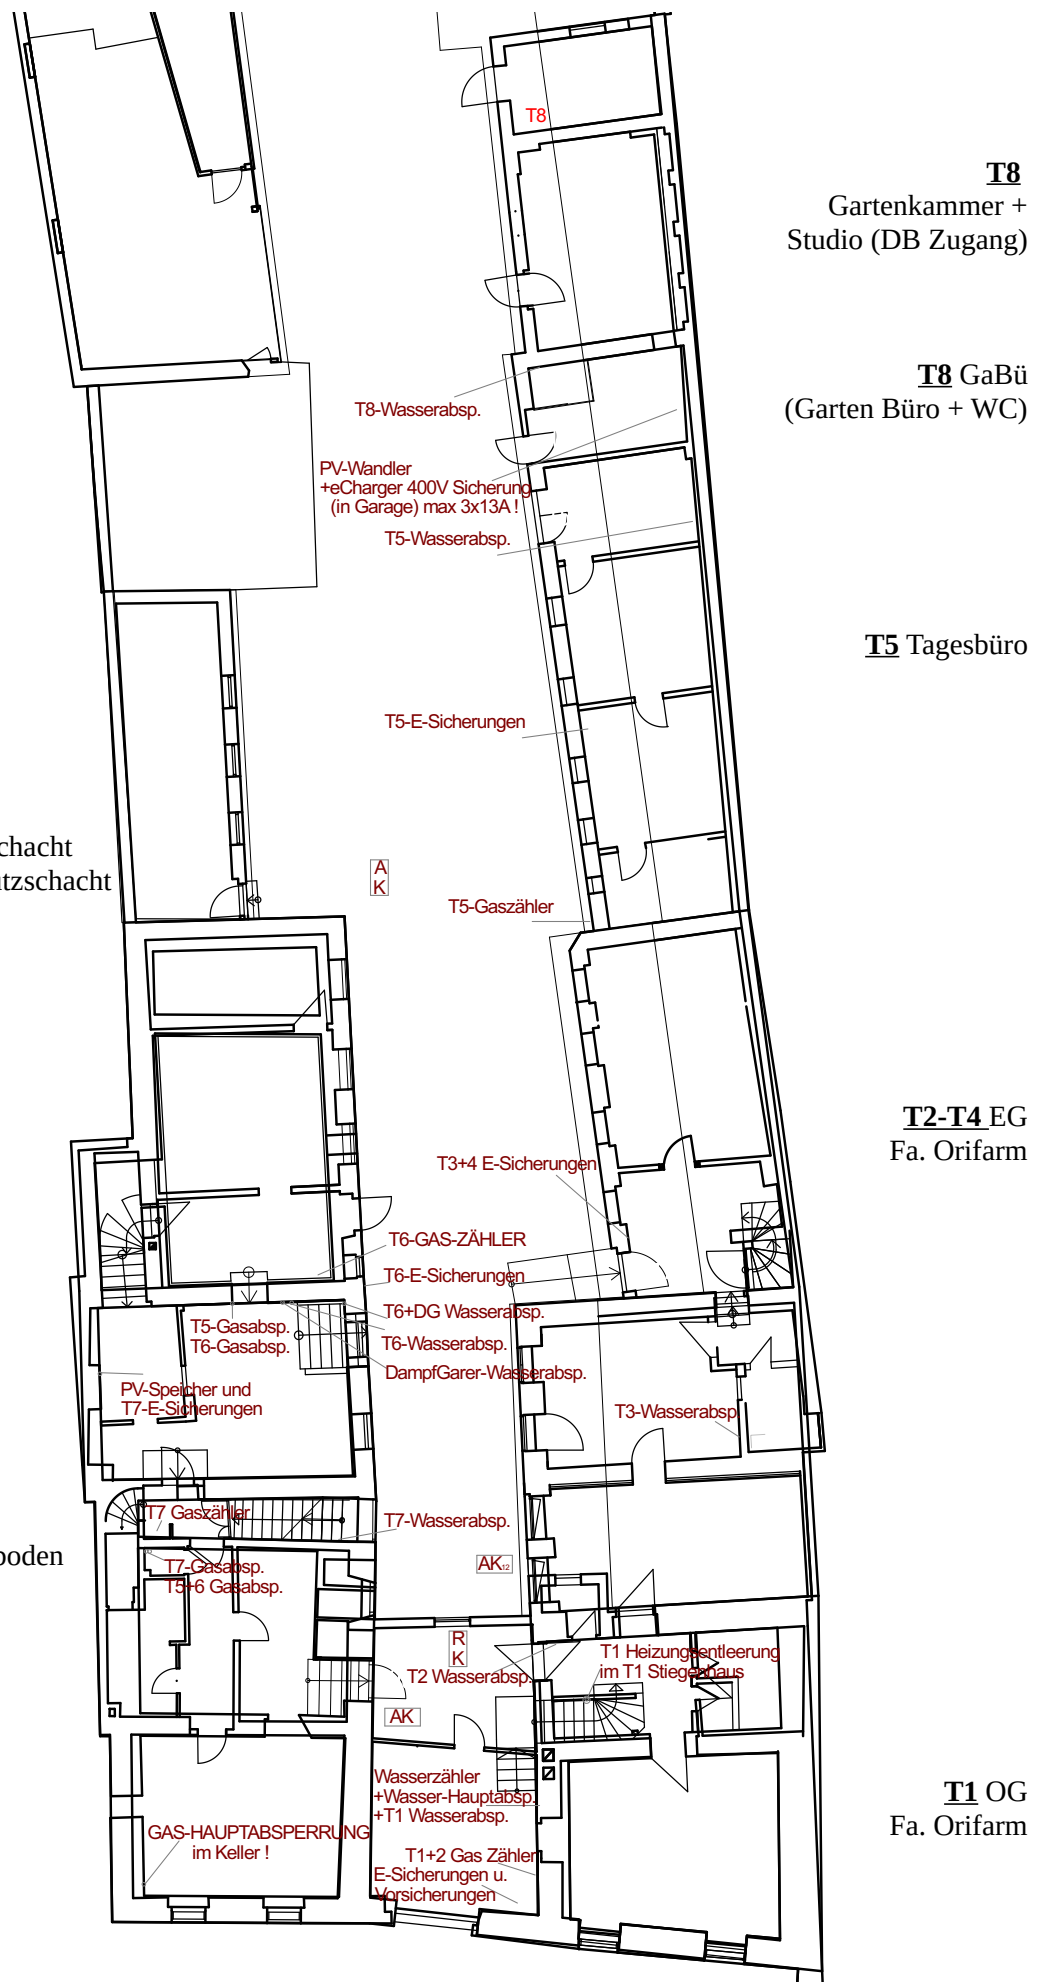 T8
T8
Gartenkammer +
Studio (DB Zugang)
T8 GaBü
(Garten Büro + WC)
T8-Wasserabsp.
PV-Wandler
+eCharger 400V Sicherung
(in Garage) max 3x13A !
T5-Wasserabsp.
T5 Tagesbüro
T5-E-Sicherungen
chacht
utzschacht
A
K
T5-Gaszähler
T2-T4 EG
Fa. Orifarm
T3+4 E-Sicherungen
T6-GAS-ZÄHLER
T6-E-Sicherungen
T6+DG Wasserabsp.
T5-Gasabsp.
T6-Gasabsp.
T6-Wasserabsp.
DampfGarer-Wasserabsp.
PV-Speicher und
T7-E-Sicherungen
T3-Wasserabsp
T7 Gaszähler
T7-Wasserabsp.
boden
T7-Gasabsp.
T5+6 Gasabsp.
AK12
R
K
T2 Wasserabsp.
T1 Heizungsentleerung
im T1 Stiegenhaus
AK
Wasserzähler
+Wasser-Hauptabsp.
+T1 Wasserabsp.
T1 OG
Fa. Orifarm
GAS-HAUPTABSPERRUNG
im Keller !
T1+2 Gas Zähler
E-Sicherungen u.
Vorsicherungen